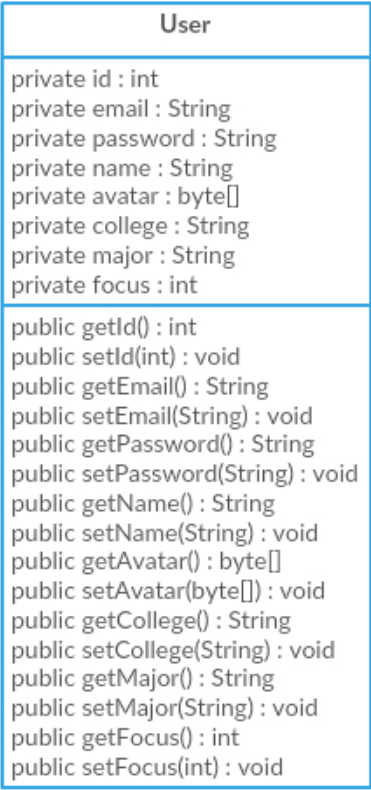 User
private id : int
private email : String
private password : String
private name : String
private avatar : byte[]
private college : String
private major : String
private focus : int
public getId() : int
public setId(int) : void
public getEmail() : String
public setEmail(String) : void
public getPassword() : String
public setPassword(String) : void
public getName() : String
public setName(String) : void
public getAvatar() : byte[]
public setAvatar(byte[]) : void
public getCollege() : String
public setCollege(String) : void
public getMajor() : String
public setMajor(String) : void
public getFocus() : int
public setFocus(int) : void